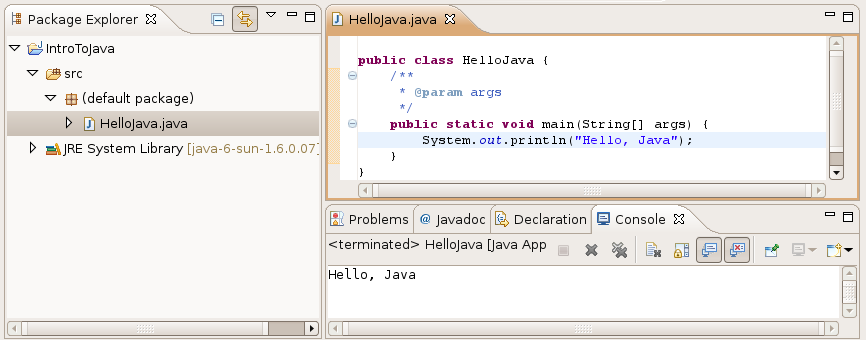 Package Explorer
IntroToJava
src
(default package)
HelloJava.java
JRE System Library [java-6-sun-1.6.0.07]
HelloJava.java
public class HelloJava {
/**
* @param args
*/
public static void main(String[] args) {
System.out.println("Hello, Java");
}
}
Problems @ Javadoc Declaration Console
<terminated> HelloJava [Java App
Hello, Java